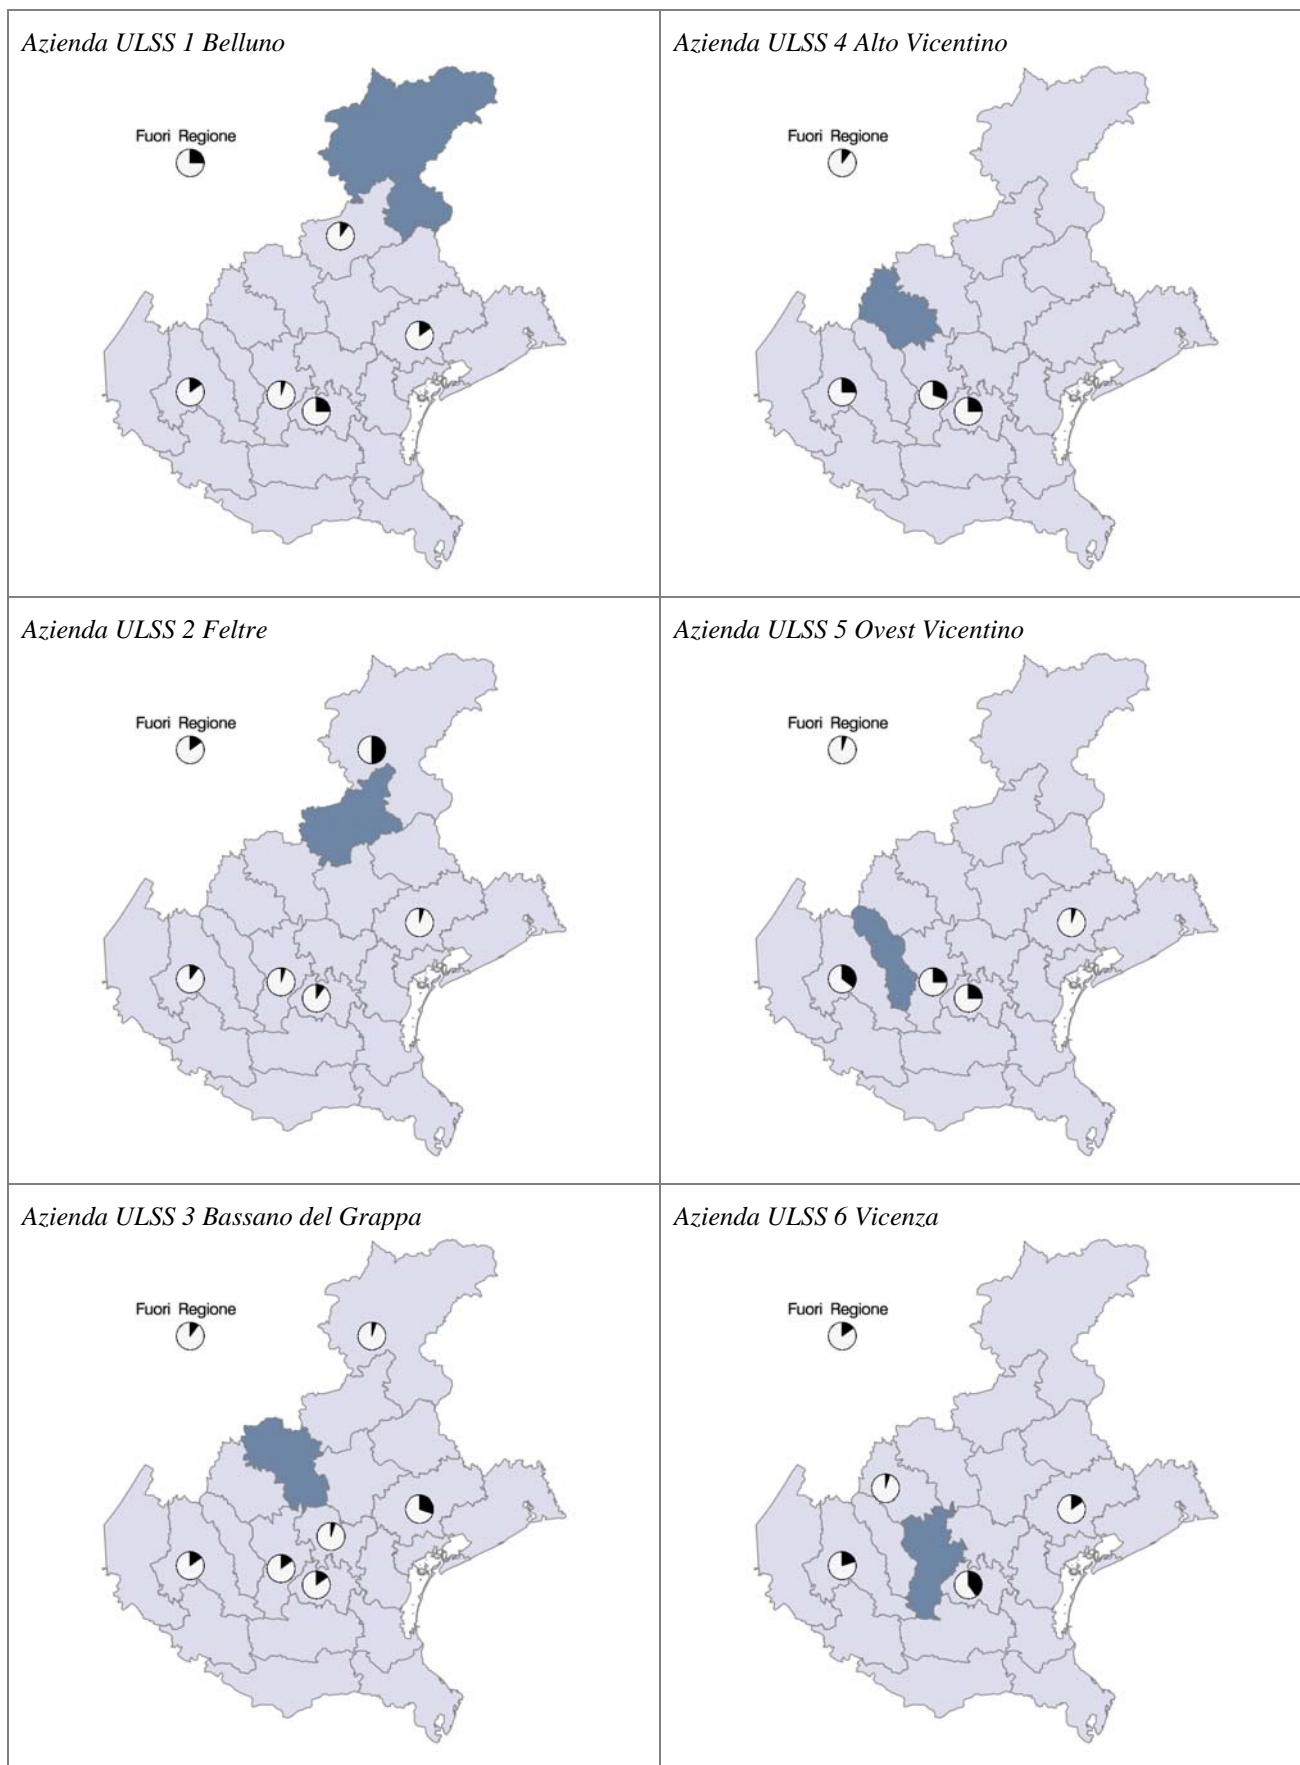 Azienda ULSS 1 Belluno
Fuori Regione
Azienda ULSS 4 Alto Vicentino
Fuori Regione
Azienda ULSS 2 Feltre
Fuori Regione
Azienda ULSS 5 Ovest Vicentino
Fuori Regione
Azienda ULSS 3 Bassano del Grappa
Fuori Regione
Azienda ULSS 6 Vicenza
Fuori Regione